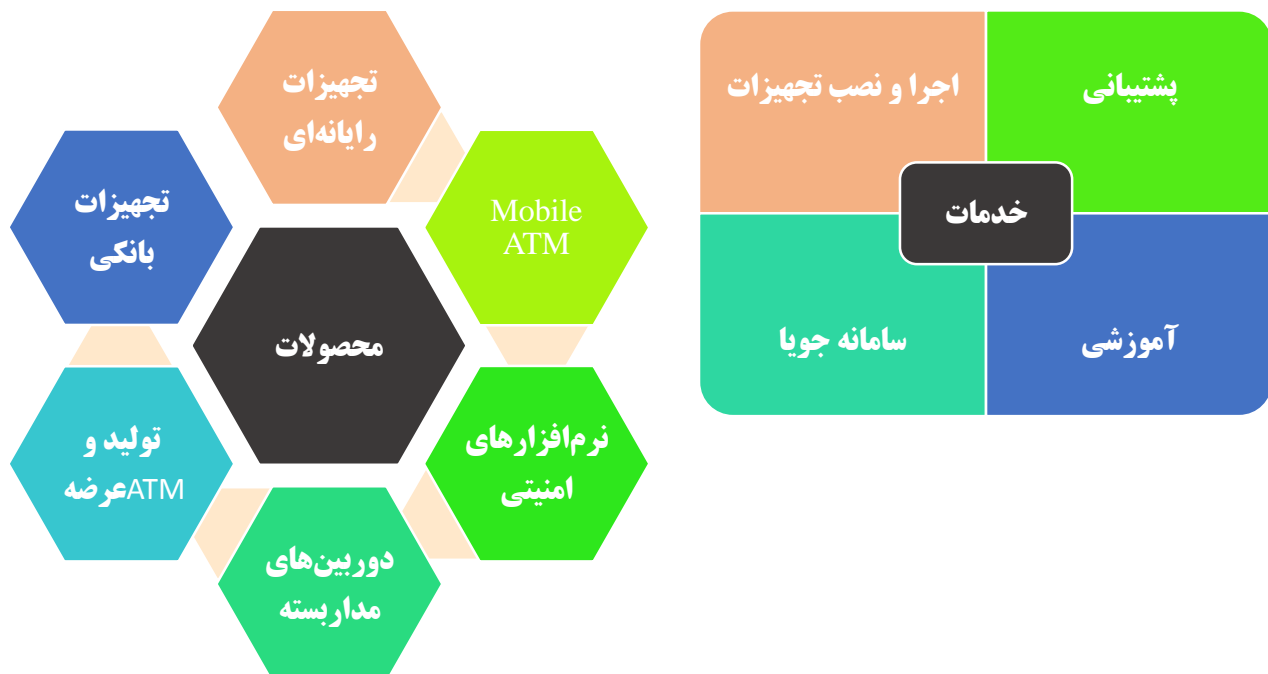 تجهیزات
رایانه‌ای
Mobile
ATM
نرم‌افزارهای
امنیتی
دوربین‌های
مداربسته
تولید و
عرضهATM
تجهیزات
بانکی
محصولات
اجرا و نصب تجهیزات
پشتیبانی
خدمات
سامانه جویا
آموزشی